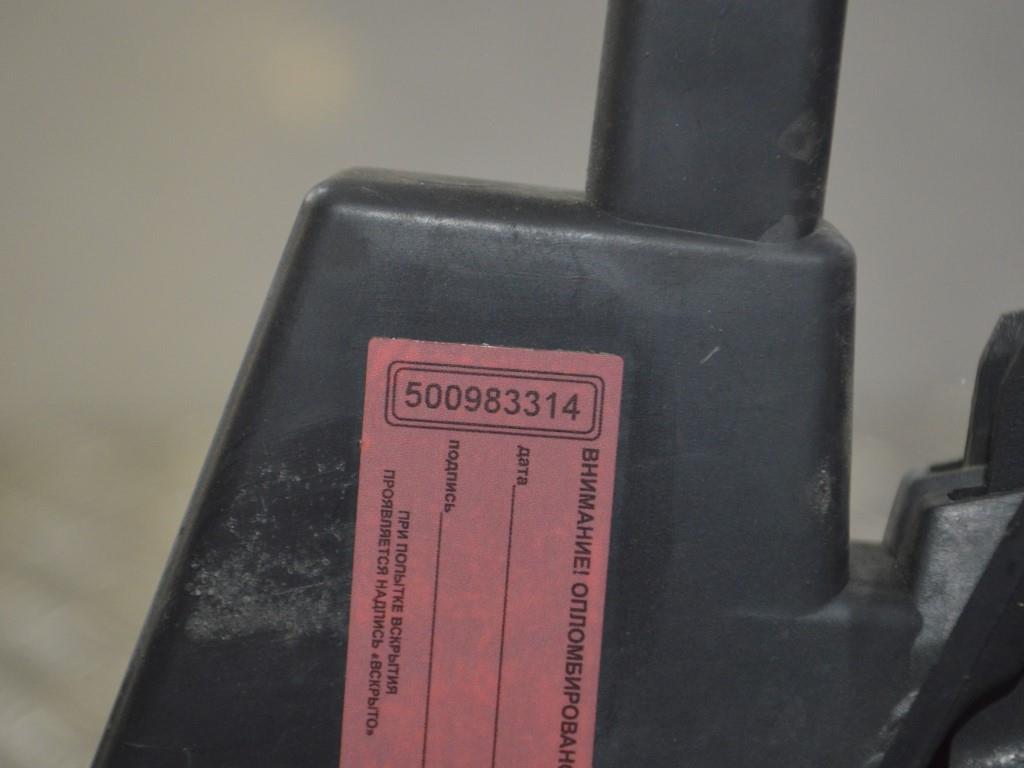 500983314
ВНИМАНИЕ! ОПЛОМБИРОВАНО
дата
подпись
ПРИ ПОПЫТКЕ ВСКРЫТИЯ
ПРОЯВЛЯЕТСЯ НАДПИСЬ «ВСКРЫТО»